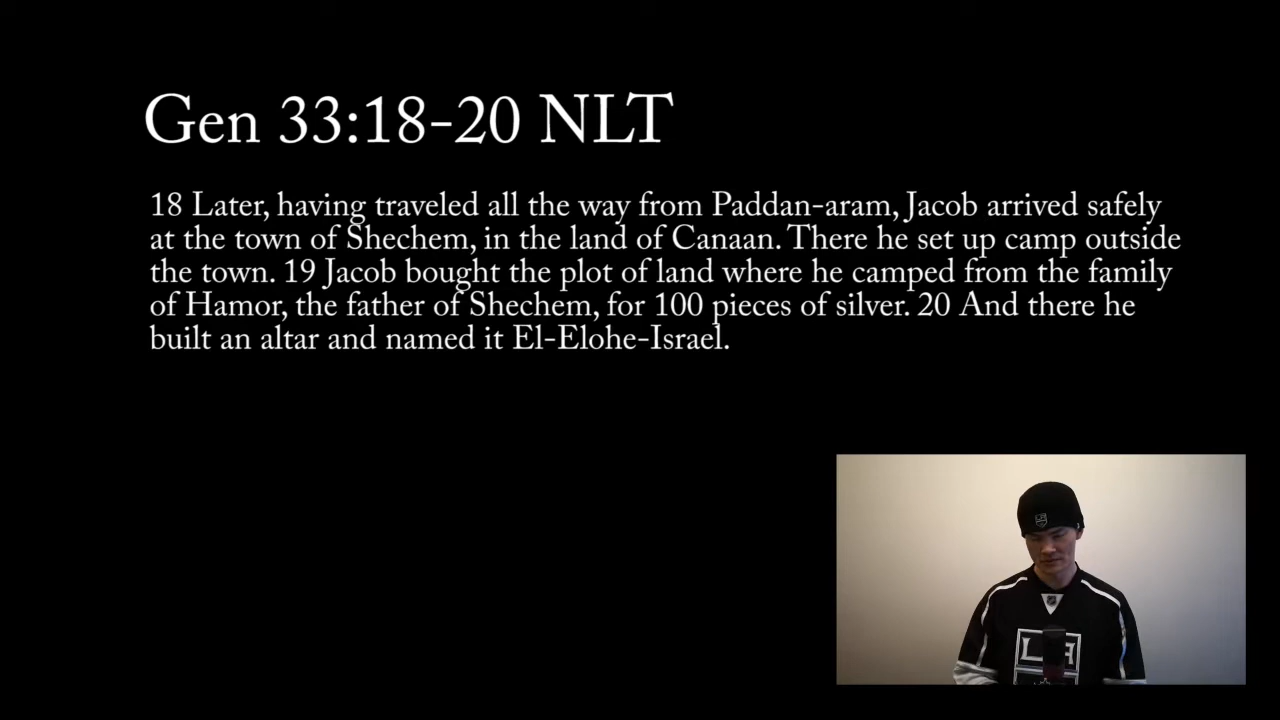 Gen 33:18-20 NLT
18 Later, having traveled all the way from Paddan-aram, Jacob arrived safely
at the town of Shechem, in the land of Canaan. There he set up camp outside
the town. 19 Jacob bought the plot of land where he camped from the family
of Hamor, the father of Shechem, for 100 pieces of silver. 20 And there he
built an altar and named it El-Elohe-Israel.
LA
LA